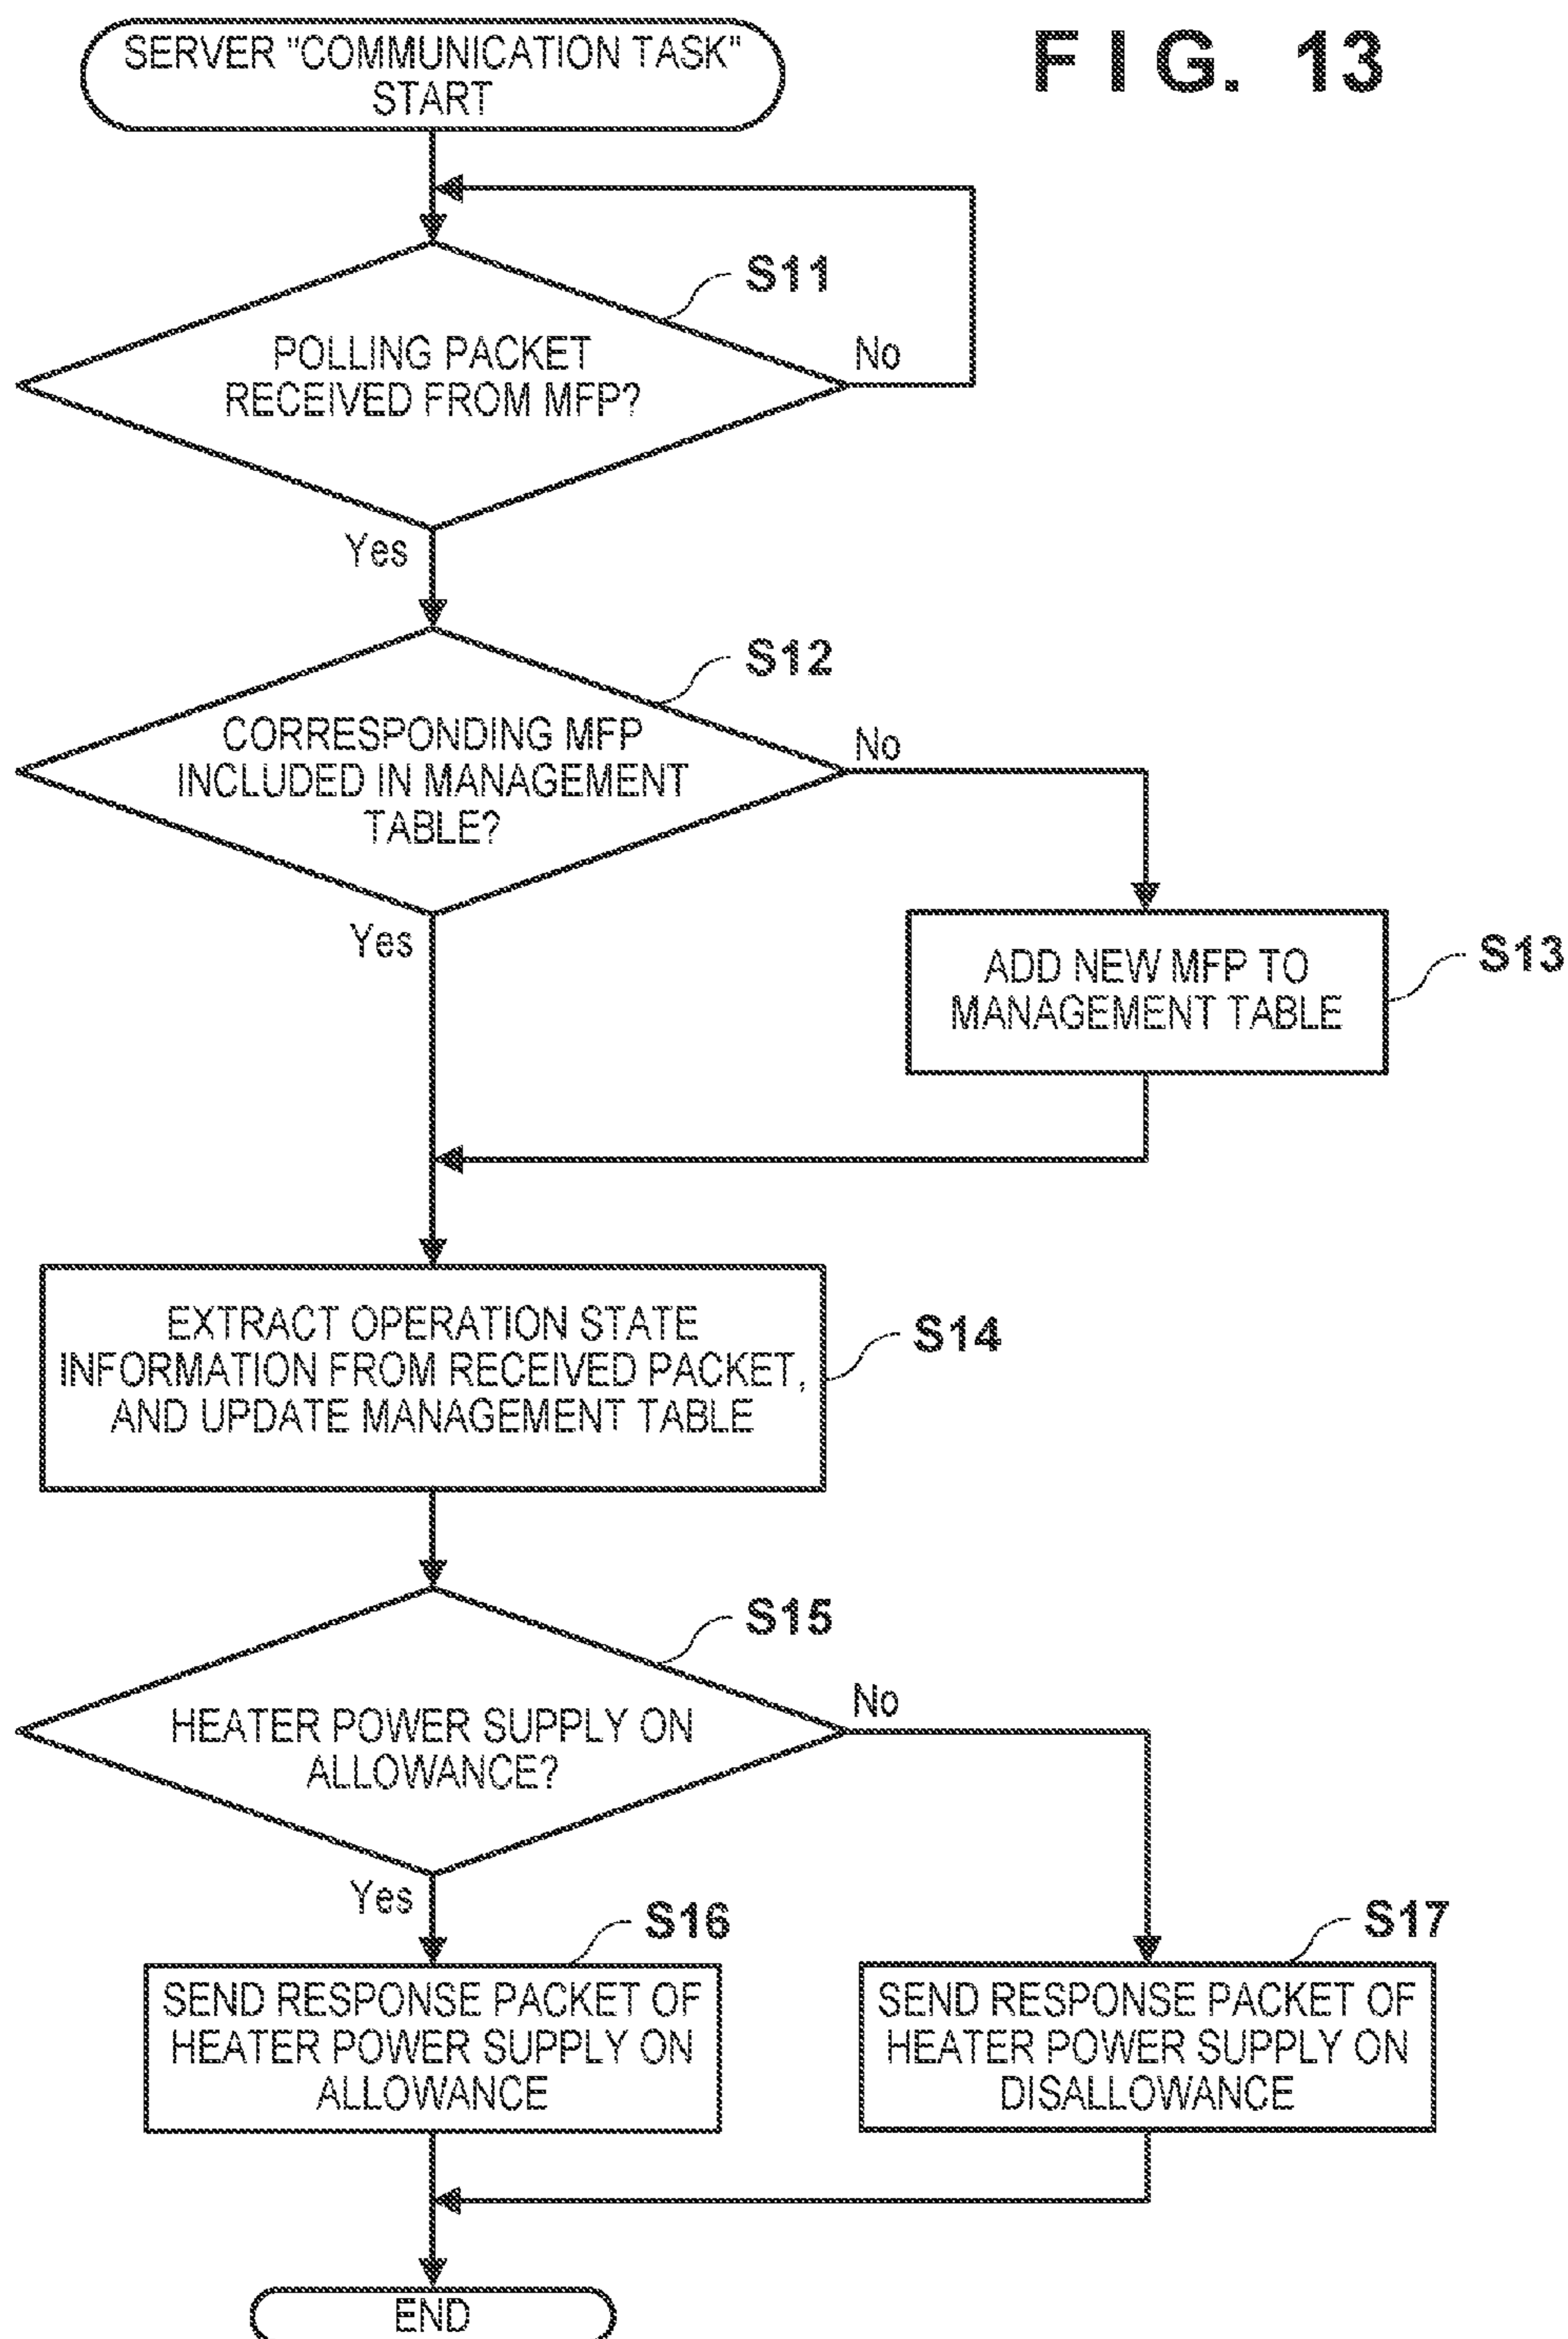 FIG. 13
SERVER "COMMUNICATION TASK"
START
S11
POLLING PACKET
RECEIVED FROM MFP?
No
Yes
S12
CORRESPONDING MFP
INCLUDED IN MANAGEMENT
TABLE?
No
Yes
S13
ADD NEW MFP TO
MANAGEMENT TABLE
S14
EXTRACT OPERATION STATE
INFORMATION FROM RECEIVED PACKET,
AND UPDATE MANAGEMENT TABLE
S15
HEATER POWER SUPPLY ON
ALLOWANCE?
No
Yes
S16
SEND RESPONSE PACKET OF
HEATER POWER SUPPLY ON
ALLOWANCE
S17
SEND RESPONSE PACKET OF
HEATER POWER SUPPLY ON
DISALLOWANCE
END